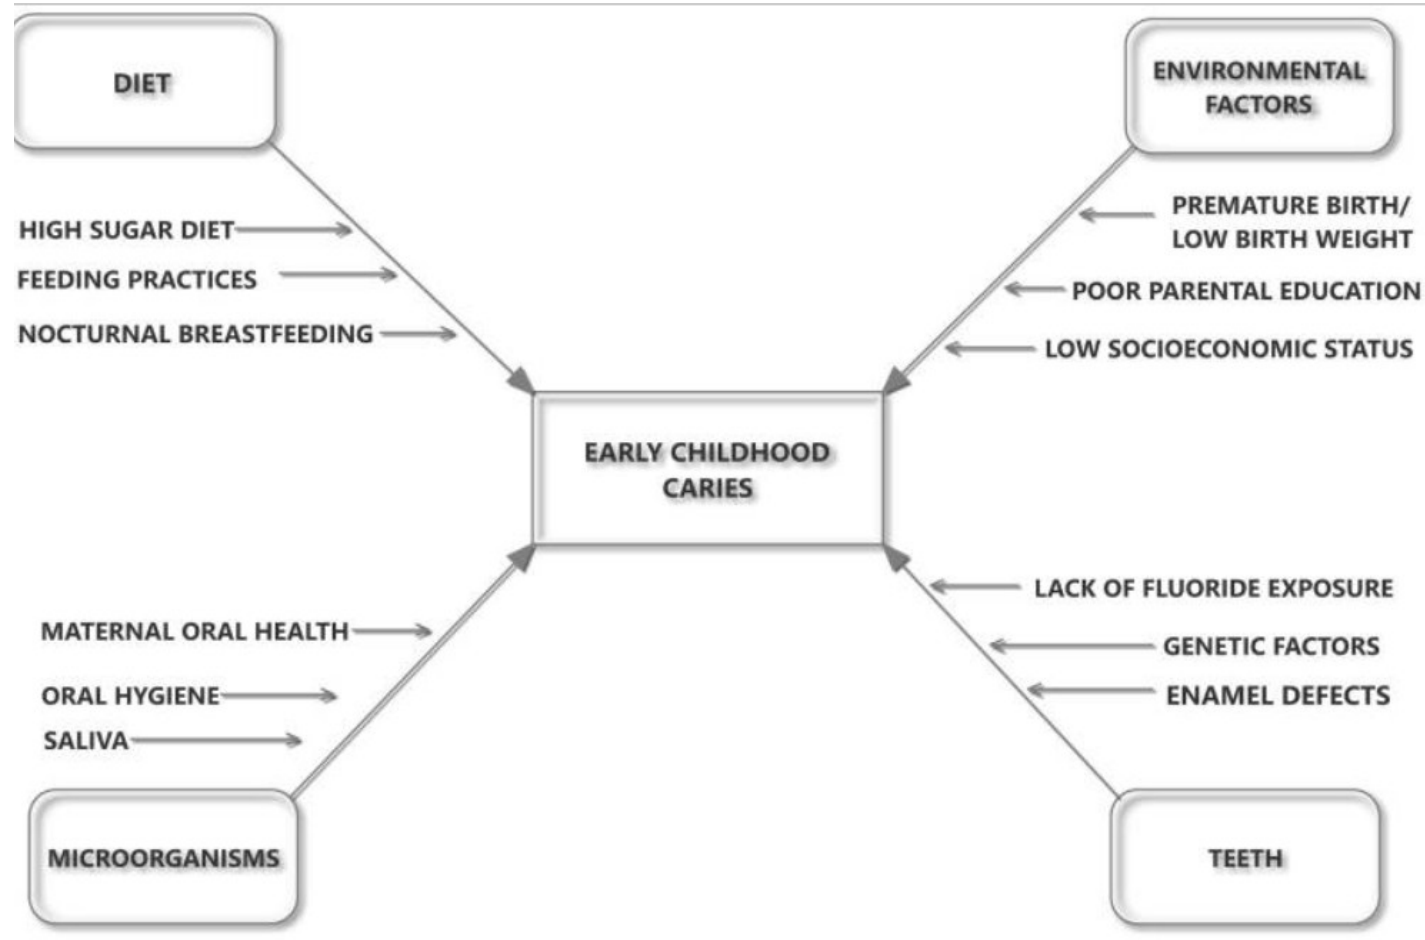 DIET
ENVIRONMENTAL
FACTORS
HIGH SUGAR DIET
FEEDING PRACTICES
NOCTURNAL BREASTFEEDING
PREMATURE BIRTH/
LOW BIRTH WEIGHT
POOR PARENTAL EDUCATION
LOW SOCIOECONOMIC STATUS
EARLY CHILDHOOD
CARIES
MATERNAL ORAL HEALTH
ORAL HYGIENE
SALIVA
LACK OF FLUORIDE EXPOSURE
GENETIC FACTORS
ENAMEL DEFECTS
MICROORGANISMS
TEETH